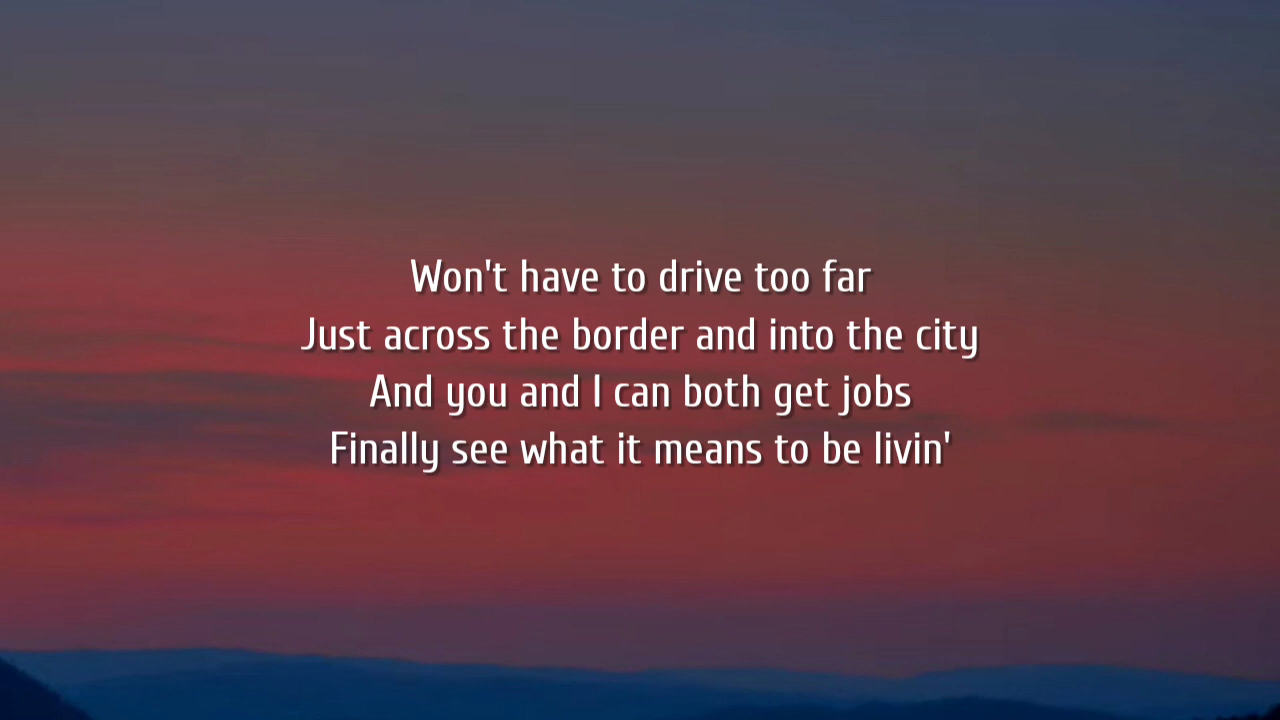 Won't have to drive too far
Just across the border and into the city
And you and I can both get jobs
Finally see what it means to be livin'